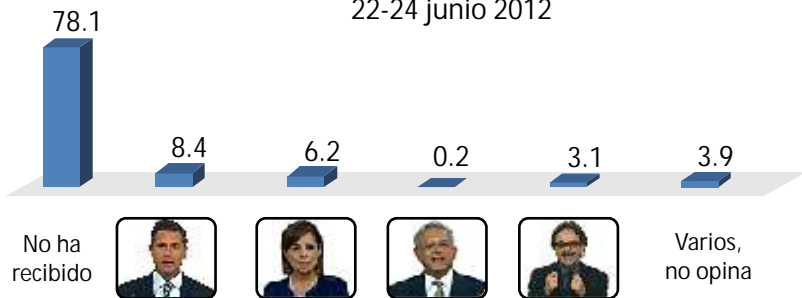 22-24 junio 2012
78.1
8.4
6.2
0.2
3.1
3.9
No ha
recibido
Varios,
no opina